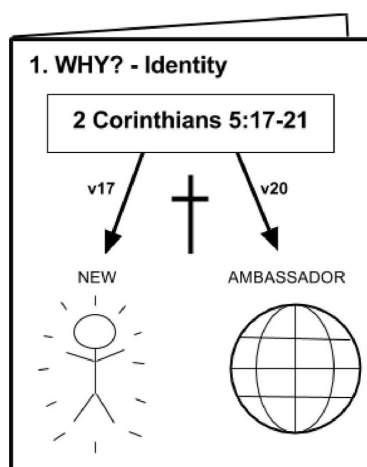 1. WHY? - Identity
2 Corinthians 5:17-21
v17
v20
NEW
AMBASSADOR